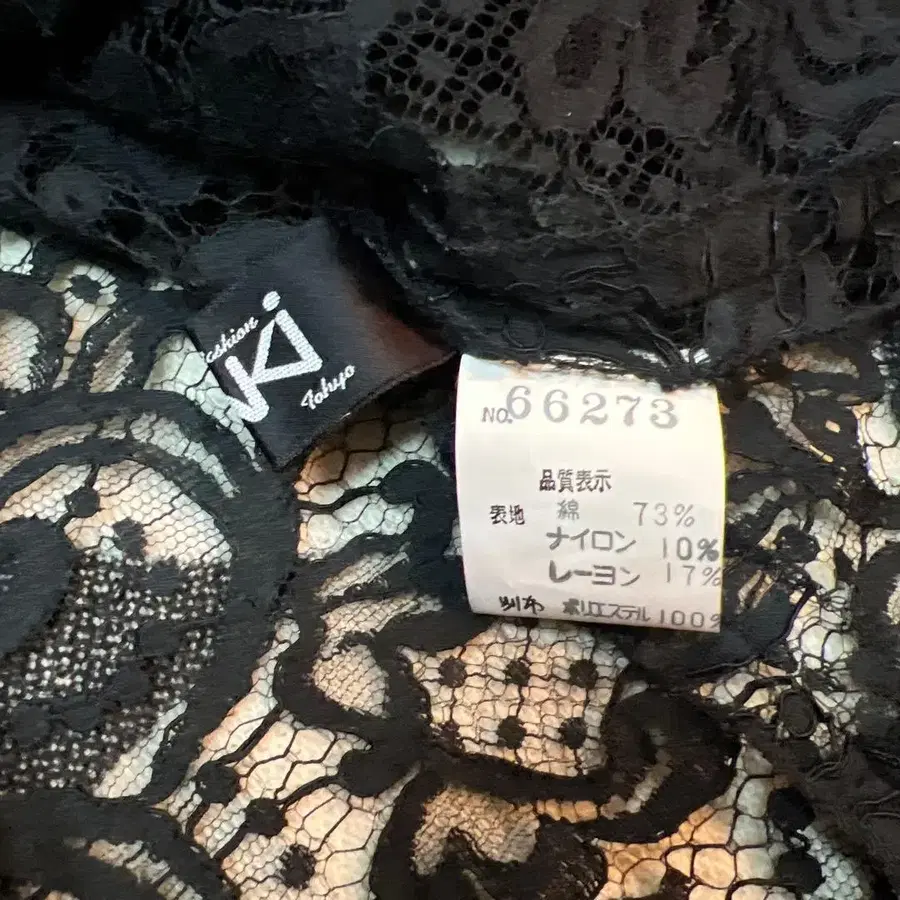 ashion
Ki
Tokyo
NO. 66273
品質表示
表地 綿 73%
ナイロン 10%
レーヨン 17%
別布 ポリエステル 100%